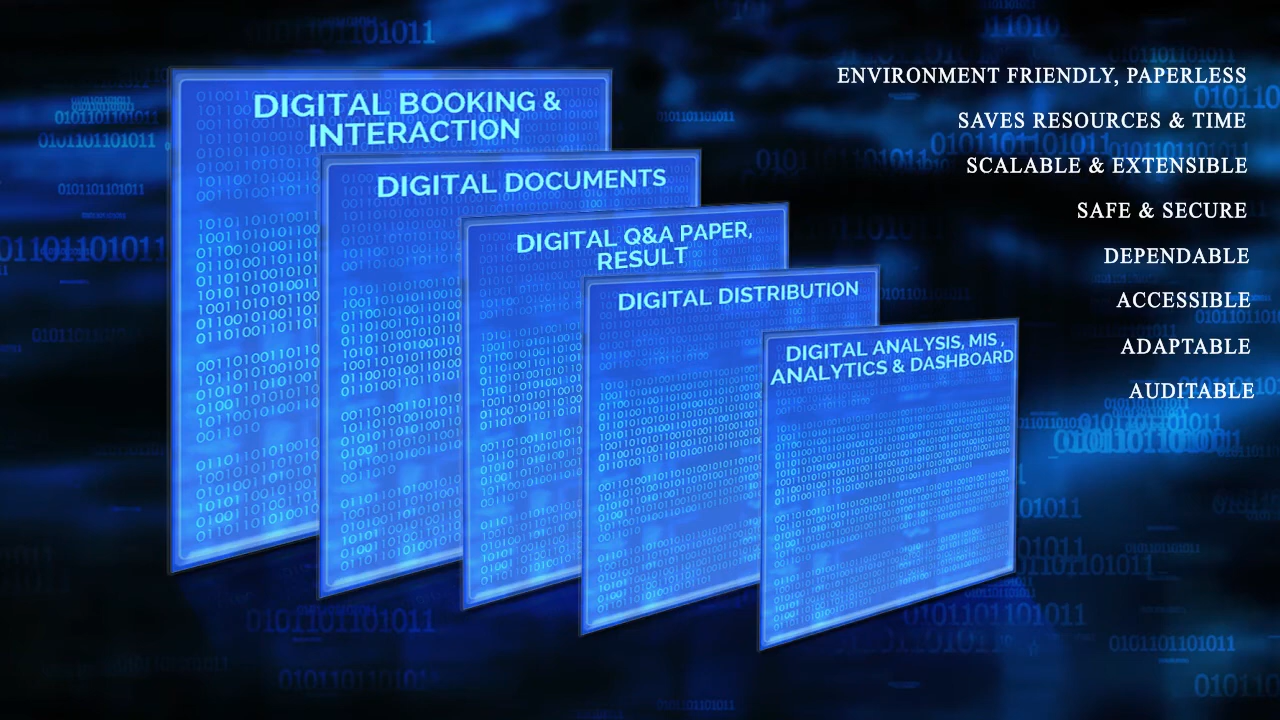 DIGITAL BOOKING &
INTERACTION
DIGITAL DOCUMENTS
DIGITAL Q&A PAPER,
RESULT
DIGITAL DISTRIBUTION
DIGITAL ANALYSIS, MIS ,
ANALYTICS & DASHBOARD
ENVIRONMENT FRIENDLY, PAPERLESS
SAVES RESOURCES & TIME
SCALABLE & EXTENSIBLE
SAFE & SECURE
DEPENDABLE
ACCESSIBLE
ADAPTABLE
AUDITABLE